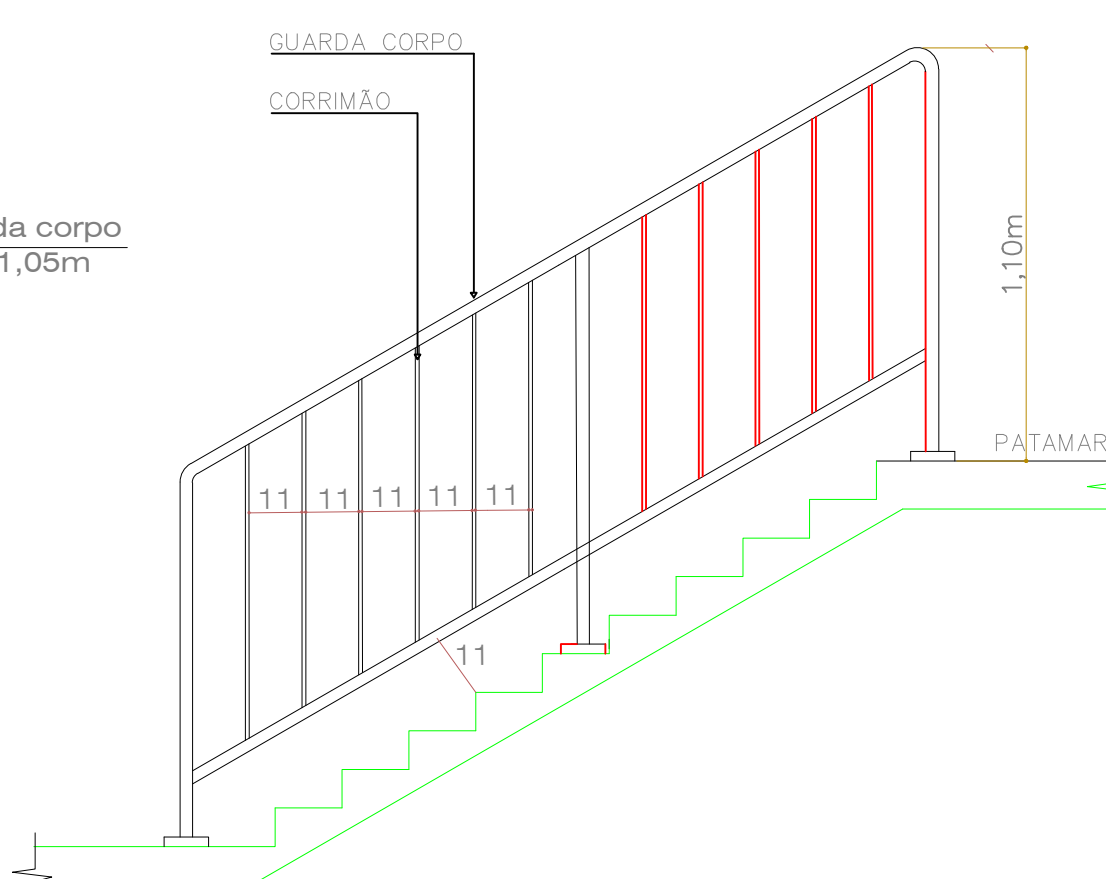 GUARDA CORPO
CORRIMÃO
da corpo
1,05m
1,10m
PATAMAR
11 11 11 11 11
11